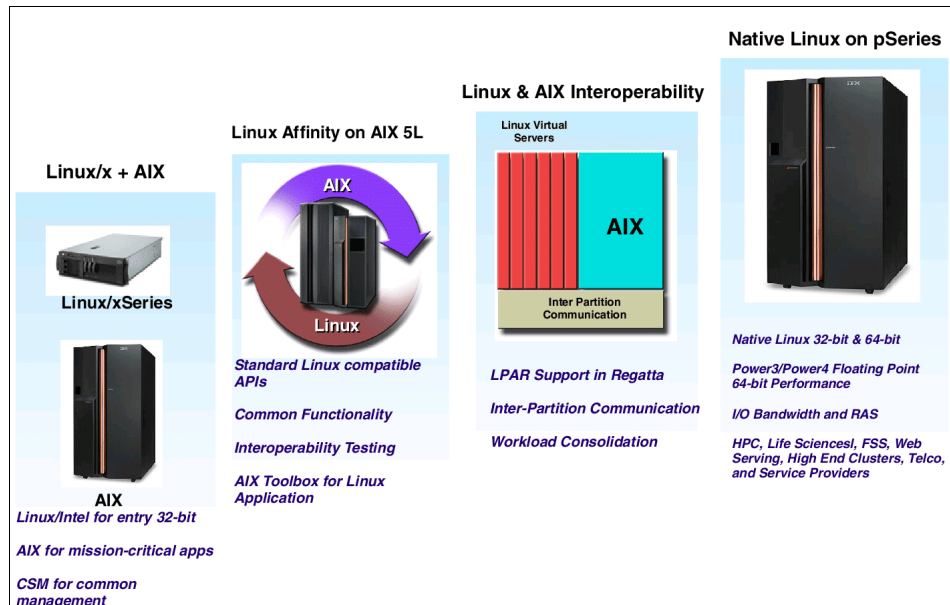 Linux/x + AIX
Linux/xSeries
AIX
Linux/Intel for entry 32-bit
AIX for mission-critical apps
CSM for common
management
Linux Affinity on AIX 5L
AIX
Linux
Standard Linux compatible
APIs
Common Functionality
Interoperability Testing
AIX Toolbox for Linux
Application
Linux & AIX Interoperability
Linux Virtual
Servers
AIX
Inter Partition
Communication
LPAR Support in Regatta
Inter-Partition Communication
Workload Consolidation
Native Linux on pSeries
IBM
Native Linux 32-bit & 64-bit
Power3/Power4 Floating Point
64-bit Performance
I/O Bandwidth and RAS
HPC, Life Sciencesl, FSS, Web
Serving, High End Clusters, Telco,
and Service Providers